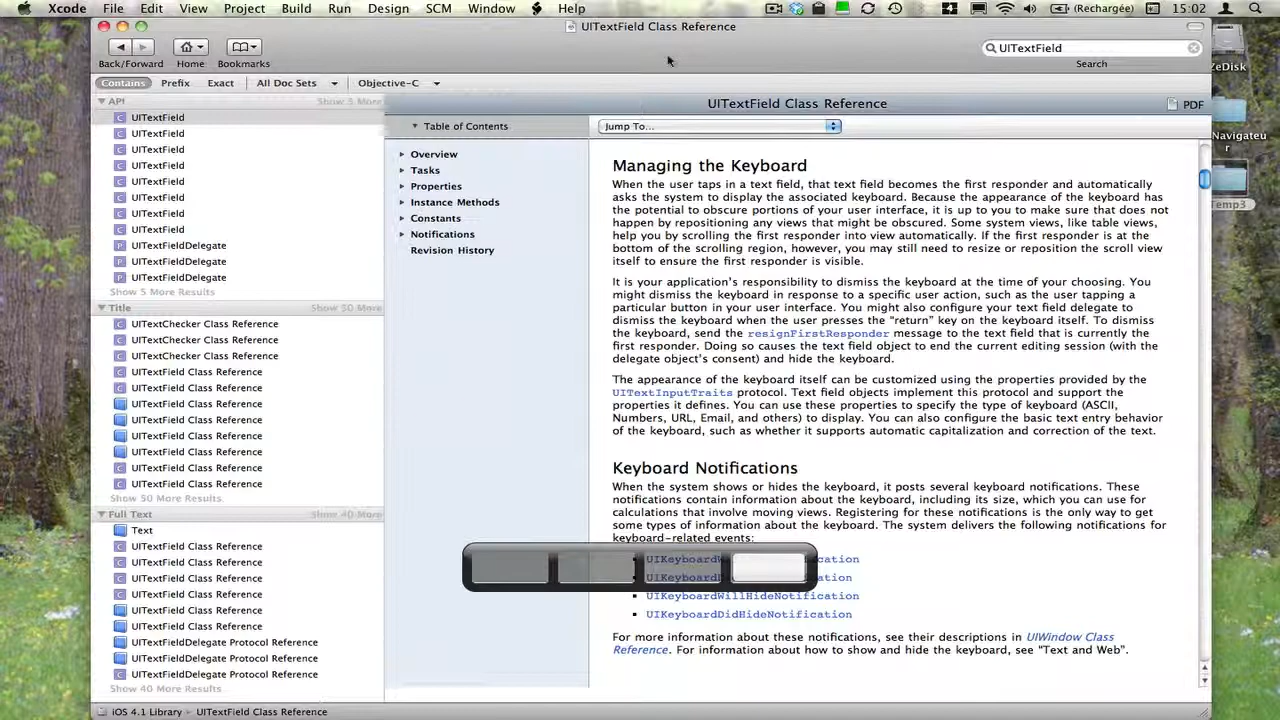 Xcode File Edit View Project Build Run Design SCM Window Help (Rechargée) 15:02
UITextField Class Reference
Back/Forward Home Bookmarks
UITextField
Search
Contains Prefix Exact All Doc Sets Objective-C
API Show 5 More
UITextField
UITextField
UITextField
UITextField
UITextField
UITextField
UITextField
UITextField
UITextFieldDelegate
UITextFieldDelegate
UITextFieldDelegate
Show 5 More Results
Title Show 50 More
UITextChecker Class Reference
UITextChecker Class Reference
UITextChecker Class Reference
UITextField Class Reference
UITextField Class Reference
UITextField Class Reference
UITextField Class Reference
UITextField Class Reference
UITextField Class Reference
UITextField Class Reference
UITextField Class Reference
Show 50 More Results
Full Text Show 40 More
Text
UITextField Class Reference
UITextField Class Reference
UITextField Class Reference
UITextField Class Reference
UITextField Class Reference
UITextField Class Reference
UITextFieldDelegate Protocol Reference
UITextFieldDelegate Protocol Reference
UITextFieldDelegate Protocol Reference
Show 40 More Results
UITextField Class Reference PDF
Table of Contents
Jump To...
Overview
Tasks
Properties
Instance Methods
Constants
Notifications
Revision History
Managing the Keyboard
When the user taps in a text field, that text field becomes the first responder and automatically
asks the system to display the associated keyboard. Because the appearance of the keyboard has
the potential to obscure portions of your user interface, it is up to you to make sure that does not
happen by repositioning any views that might be obscured. Some system views, like table views,
help you by scrolling the first responder into view automatically. If the first responder is at the
bottom of the scrolling region, however, you may still need to resize or reposition the scroll view
itself to ensure the first responder is visible.
It is your application's responsibility to dismiss the keyboard at the time of your choosing. You
might dismiss the keyboard in response to a specific user action, such as the user tapping a
particular button in your user interface. You might also configure your text field delegate to
dismiss the keyboard when the user presses the “return” key on the keyboard itself. To dismiss
the keyboard, send the resignFirstResponder message to the text field that is currently the
first responder. Doing so causes the text field object to end the current editing session (with the
delegate object's consent) and hide the keyboard.
The appearance of the keyboard itself can be customized using the properties provided by the
UITextInputTraits protocol. Text field objects implement this protocol and support the
properties it defines. You can use these properties to specify the type of keyboard (ASCII,
Numbers, URL, Email, and others) to display. You can also configure the basic text entry behavior
of the keyboard, such as whether it supports automatic capitalization and correction of the text.
Keyboard Notifications
When the system shows or hides the keyboard, it posts several keyboard notifications. These
notifications contain information about the keyboard, including its size, which you can use for
calculations that involve moving views. Registering for these notifications is the only way to get
some types of information about the keyboard. The system delivers the following notifications for
keyboard-related events:
UIKeyboardWillHideNotification
UIKeyboardDidHideNotification
For more information about these notifications, see their descriptions in UIWindow Class
Reference. For information about how to show and hide the keyboard, see “Text and Web”.
iOS 4.1 Library UITextField Class Reference
ZeDisk
Navigateu
r
Temp3